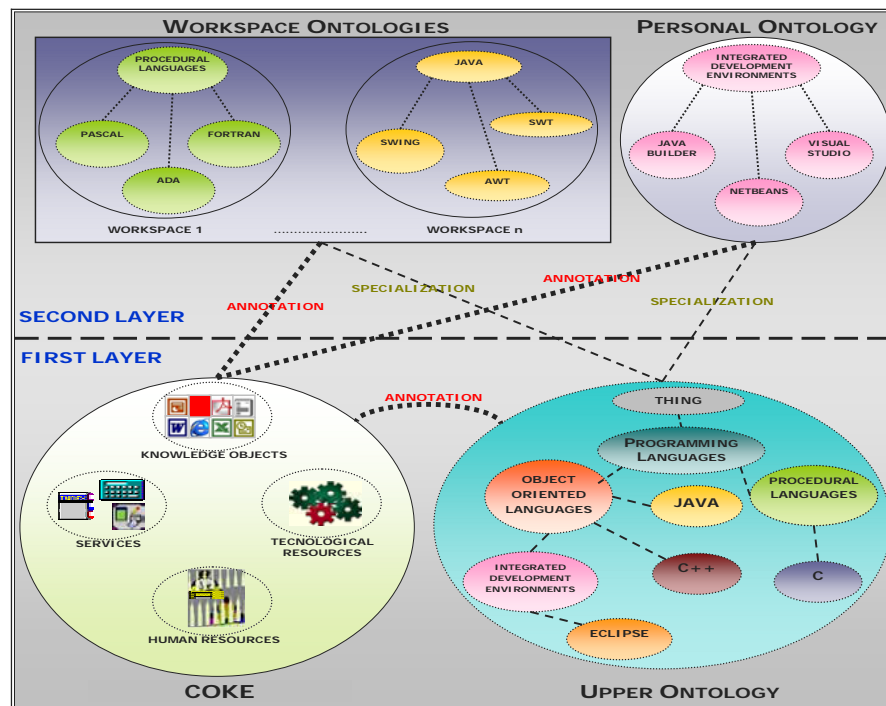 WORKSPACE ONTOLOGIES
PERSONAL ONTOLOGY
PROCEDURAL
LANGUAGES
PASCAL
FORTRAN
ADA
WORKSPACE 1
....................
JAVA
SWING
SWT
AWT
WORKSPACE n
INTEGRATED
DEVELOPMENT
ENVIRONMENTS
JAVA
BUILDER
VISUAL
STUDIO
NETBEANS
ANNOTATION
SPECIALIZATION
ANNOTATION
SPECIALIZATION
SECOND LAYER
FIRST LAYER
KNOWLEDGE OBJECTS
SERVICES
TECNOLOGICAL
RESOURCES
HUMAN RESOURCES
COKE
ANNOTATION
THING
PROGRAMMING
LANGUAGES
OBJECT
ORIENTED
LANGUAGES
JAVA
PROCEDURAL
LANGUAGES
INTEGRATED
DEVELOPMENT
ENVIRONMENTS
C++
C
ECLIPSE
UPPER ONTOLOGY